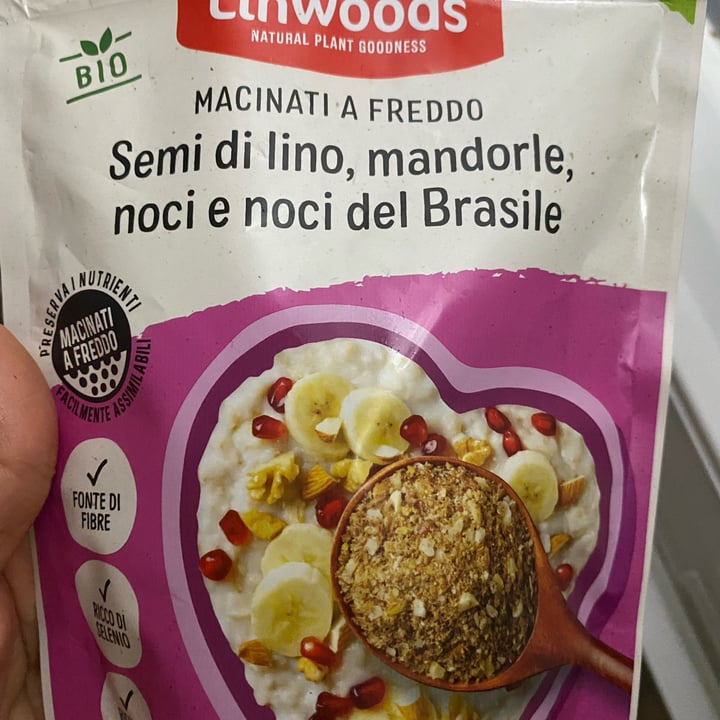 Linwoods
NATURAL PLANT GOODNESS
BIO
MACINATI A FREDDO
Semi di lino, mandorle,
noci e noci del Brasile
PRESERVA I NUTRIENTI
MACINATI
A FREDDO
FACILMENTE ASSIMILABILI
FONTE DI
FIBRE
RICCO DI
SELENIO